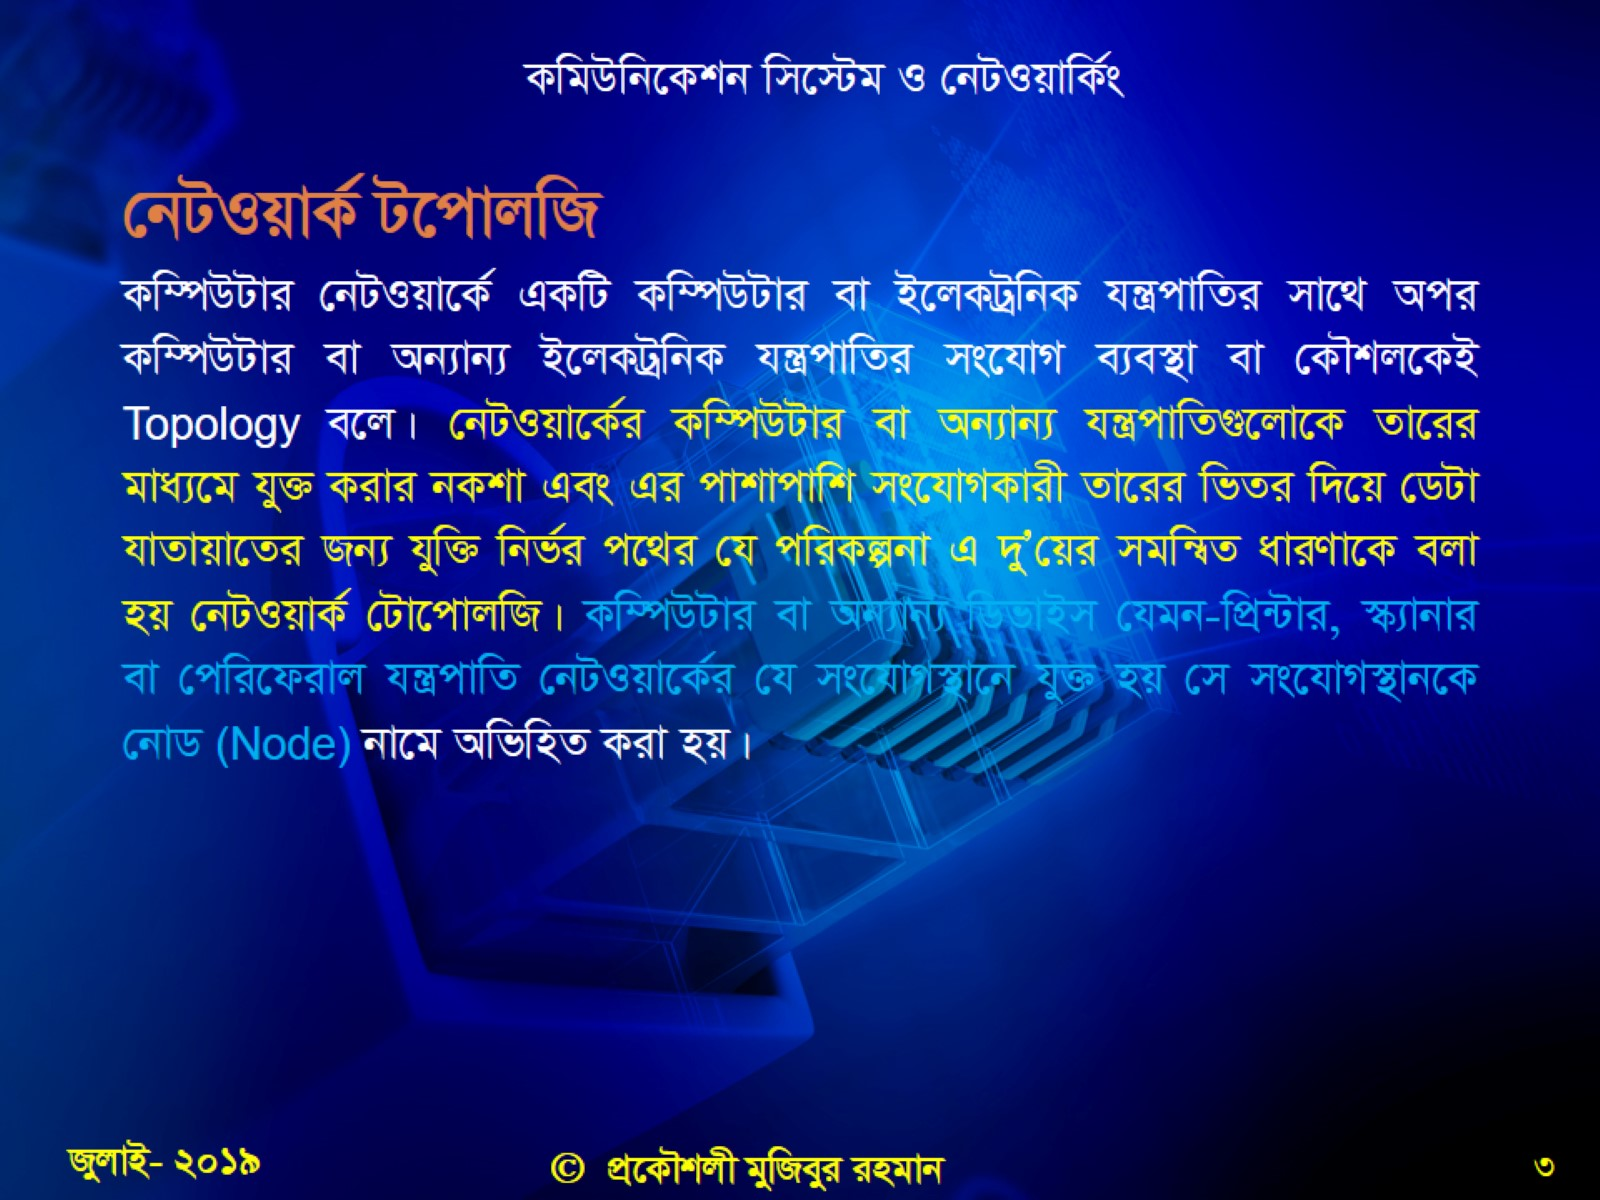 কমিউনিকেশন সিস্টেম ও নেটওয়ার্কিং
নেটওয়ার্ক টপোলজি
কম্পিউটার নেটওয়ার্কে একটি কম্পিউটার বা ইলেকট্রনিক যন্ত্রপাতির সাথে অপর
কম্পিউটার বা অন্যান্য ইলেকট্রনিক যন্ত্রপাতির সংযোগ ব্যবস্থা বা কৌশলকেই
Topology বলে। নেটওয়ার্কের কম্পিউটার বা অন্যান্য যন্ত্রপাতিগুলোকে তারের
মাধ্যমে যুক্ত করার নকশা এবং এর পাশাপাশি সংযোগকারী তারের ভিতর দিয়ে ডেটা
যাতায়াতের জন্য যুক্তি নির্ভর পথের যে পরিকল্পনা এ দু’য়ের সমন্বিত ধারণাকে বলা
হয় নেটওয়ার্ক টোপোলজি। কম্পিউটার বা অন্যান্য ডিভাইস যেমন-প্রিন্টার, স্ক্যানার
বা পেরিফেরাল যন্ত্রপাতি নেটওয়ার্কের যে সংযোগস্থানে যুক্ত হয় সে সংযোগস্থানকে
নোড (Node) নামে অভিহিত করা হয়।
জুলাই- ২০১৯
© প্রকৌশলী মুজিবুর রহমান
৩